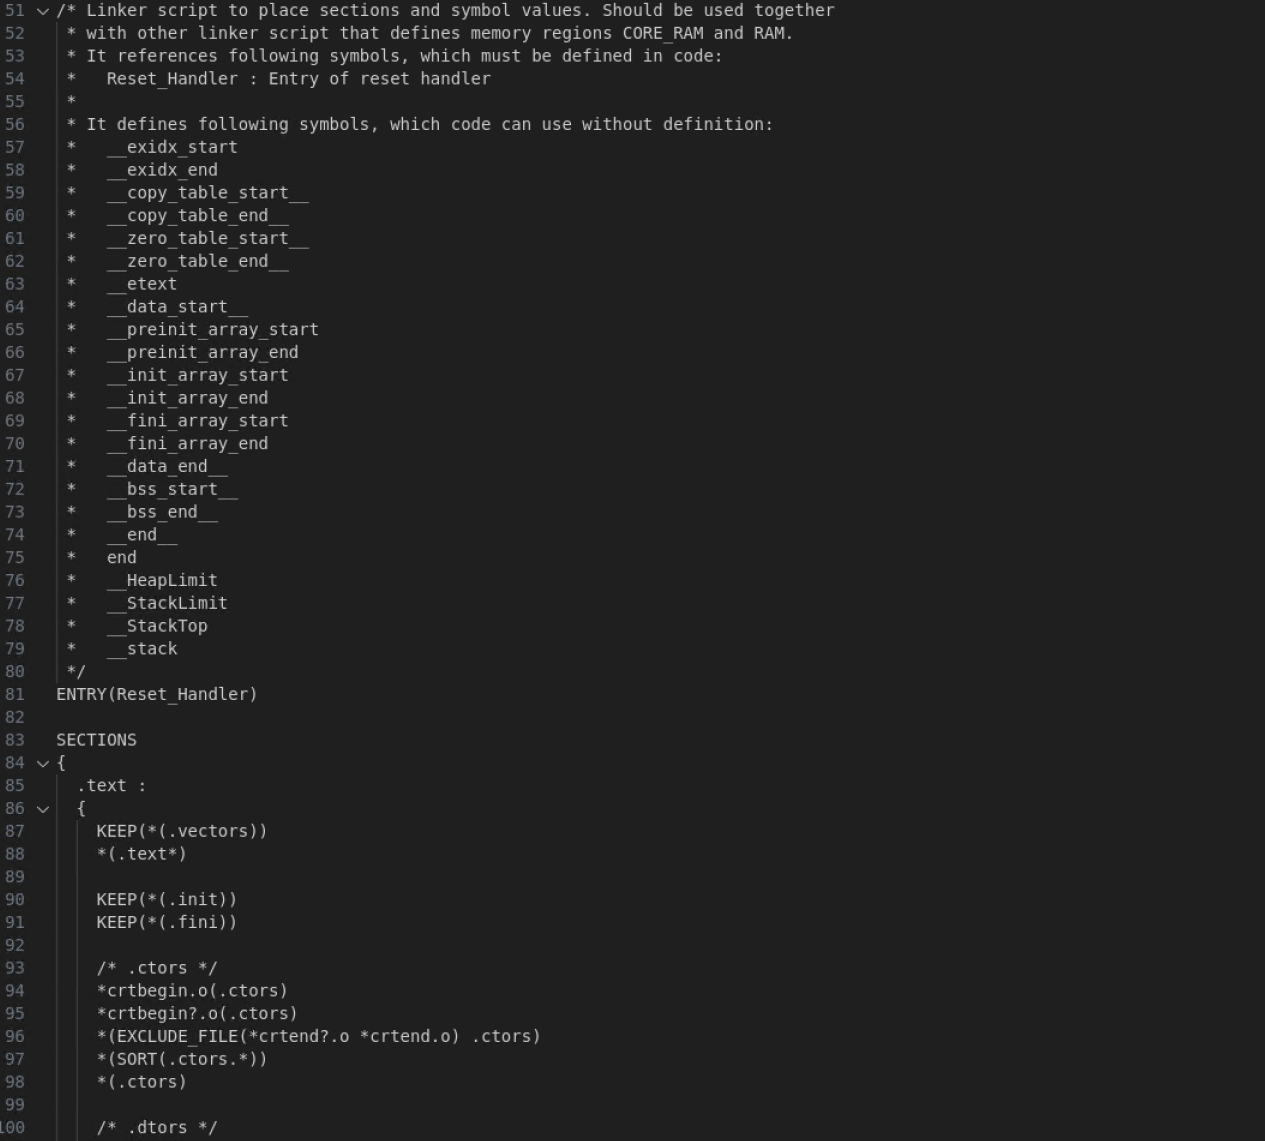 51 /* Linker script to place sections and symbol values. Should be used together
52  * with other linker script that defines memory regions CORE_RAM and RAM.
53  * It references following symbols, which must be defined in code:
54  *   Reset_Handler : Entry of reset handler
55  *
56  * It defines following symbols, which code can use without definition:
57  *   __exidx_start
58  *   __exidx_end
59  *   __copy_table_start__
60  *   __copy_table_end__
61  *   __zero_table_start__
62  *   __zero_table_end__
63  *   __etext
64  *   __data_start__
65  *   __preinit_array_start
66  *   __preinit_array_end
67  *   __init_array_start
68  *   __init_array_end
69  *   __fini_array_start
70  *   __fini_array_end
71  *   __data_end__
72  *   __bss_start__
73  *   __bss_end__
74  *   __end__
75  *   end
76  *   __HeapLimit
77  *   __StackLimit
78  *   __StackTop
79  *   __stack
80  */
81 ENTRY(Reset_Handler)
82
83 SECTIONS
84 {
85   .text :
86   {
87     KEEP(*(.vectors))
88     *(.text*)
89
90     KEEP(*(.init))
91     KEEP(*(.fini))
92
93     /* .ctors */
94     *crtbegin.o(.ctors)
95     *crtbegin?.o(.ctors)
96     *(EXCLUDE_FILE(*crtend?.o *crtend.o) .ctors)
97     *(SORT(.ctors.*))
98     *(.ctors)
99
100     /* .dtors */